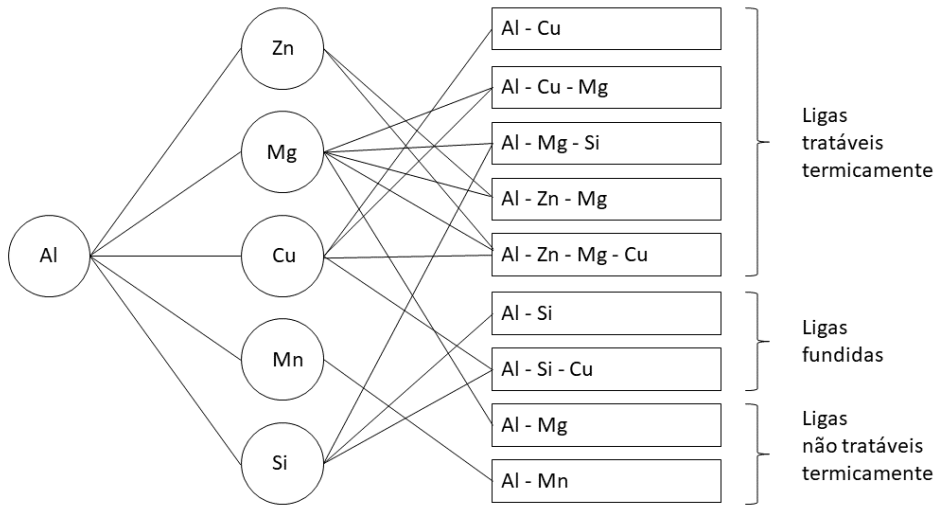 Al
Zn
Mg
Cu
Mn
Si
Al - Cu
Al - Cu - Mg
Al - Mg - Si
Al - Zn - Mg
Al - Zn - Mg - Cu
Al - Si
Al - Si - Cu
Al - Mg
Al - Mn
Ligas
tratáveis
termicamente
Ligas
fundidas
Ligas
não tratáveis
termicamente